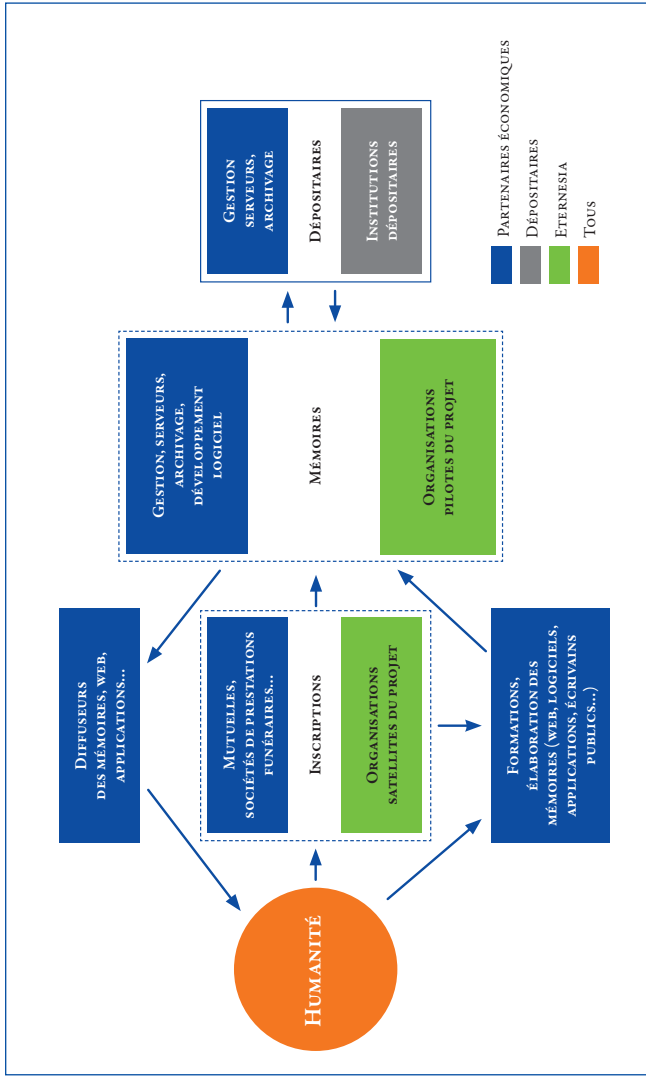 Humanité
Diffuseurs
des mémoires, web,
applications...
Mutuelles,
sociétés de prestations
funéraires...
Inscriptions
Organisations
satellites du projet
Formations,
élaboration des
mémoires (web, logiciels,
applications, écrivains
publics...)
Gestion, serveurs,
archivage,
développement
logiciel
Mémoires
Organisations
pilotes du projet
Gestion
serveurs,
archivage
Dépositaires
Institutions
dépositaires
Partenaires économiques
Dépositaires
Eternesia
Tous